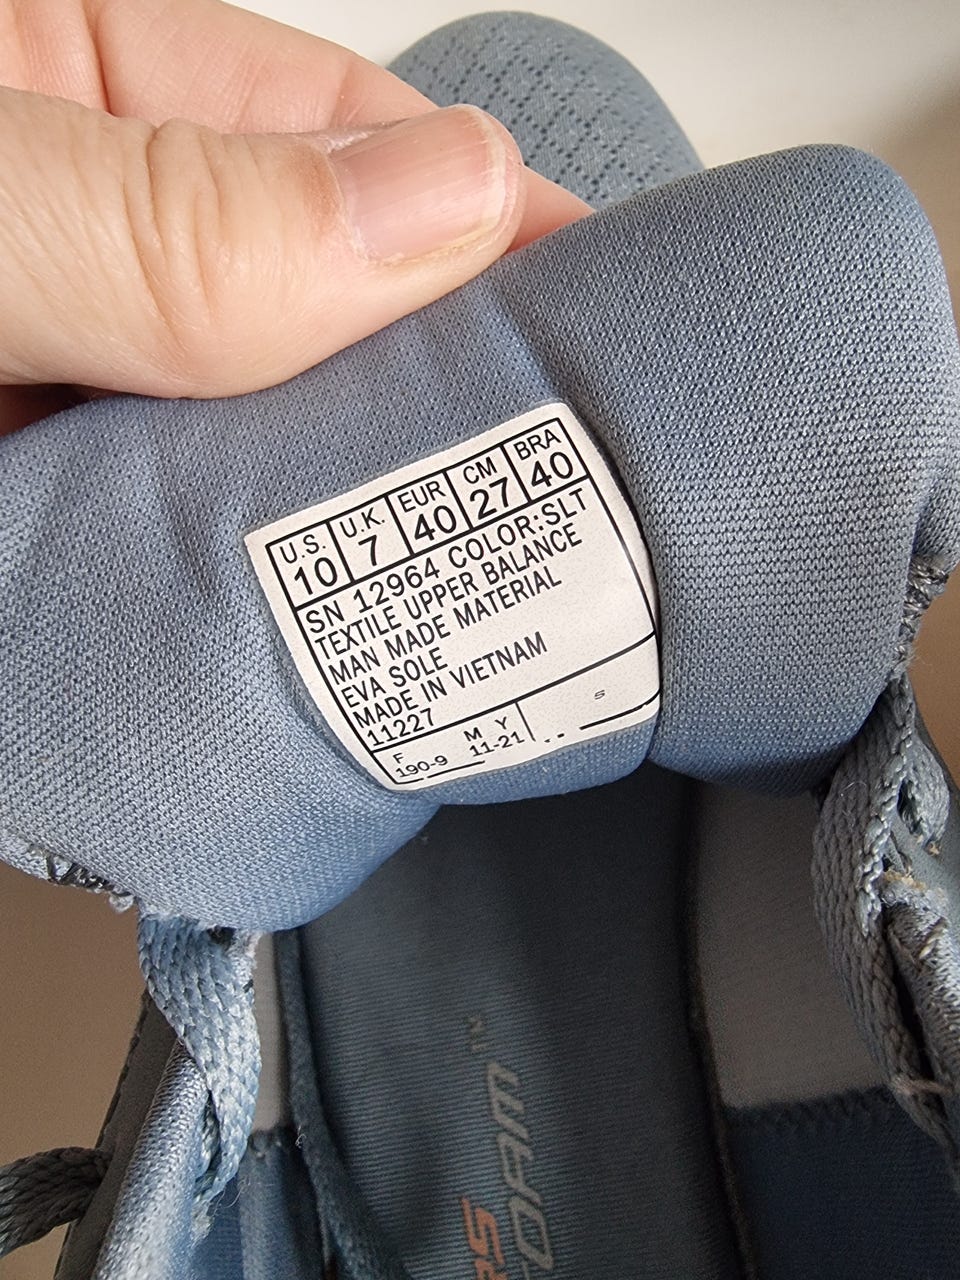 U.S. U.K. EUR CM BRA
10 7 40 27 40
SN 12964 COLOR:SLT
TEXTILE UPPER BALANCE
MAN MADE MATERIAL
EVA SOLE
MADE IN VIETNAM
11227
F M Y
190-9 11-21
S
FOAM